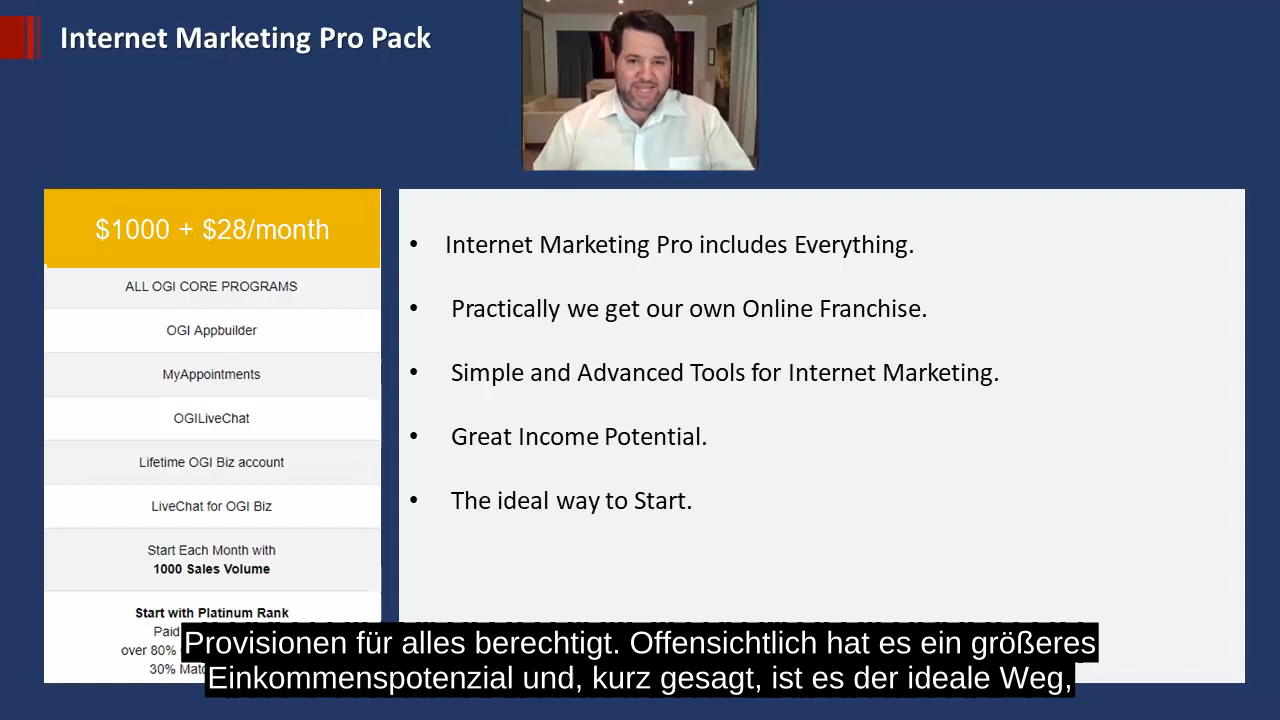 Internet Marketing Pro Pack
$1000 + $28/month
ALL OGI CORE PROGRAMS
OGI Appbuilder
MyAppointments
OGILiveChat
Lifetime OGI Biz account
LiveChat for OGI Biz
Start Each Month with
1000 Sales Volume
Start with Platinum Rank
Paid
over 80%
30%
• Internet Marketing Pro includes Everything.
• Practically we get our own Online Franchise.
• Simple and Advanced Tools for Internet Marketing.
• Great Income Potential.
• The ideal way to Start.
Provisionen für alles berechtigt. Offensichtlich hat es ein größeres
Einkommenspotenzial und, kurz gesagt, ist es der ideale Weg,